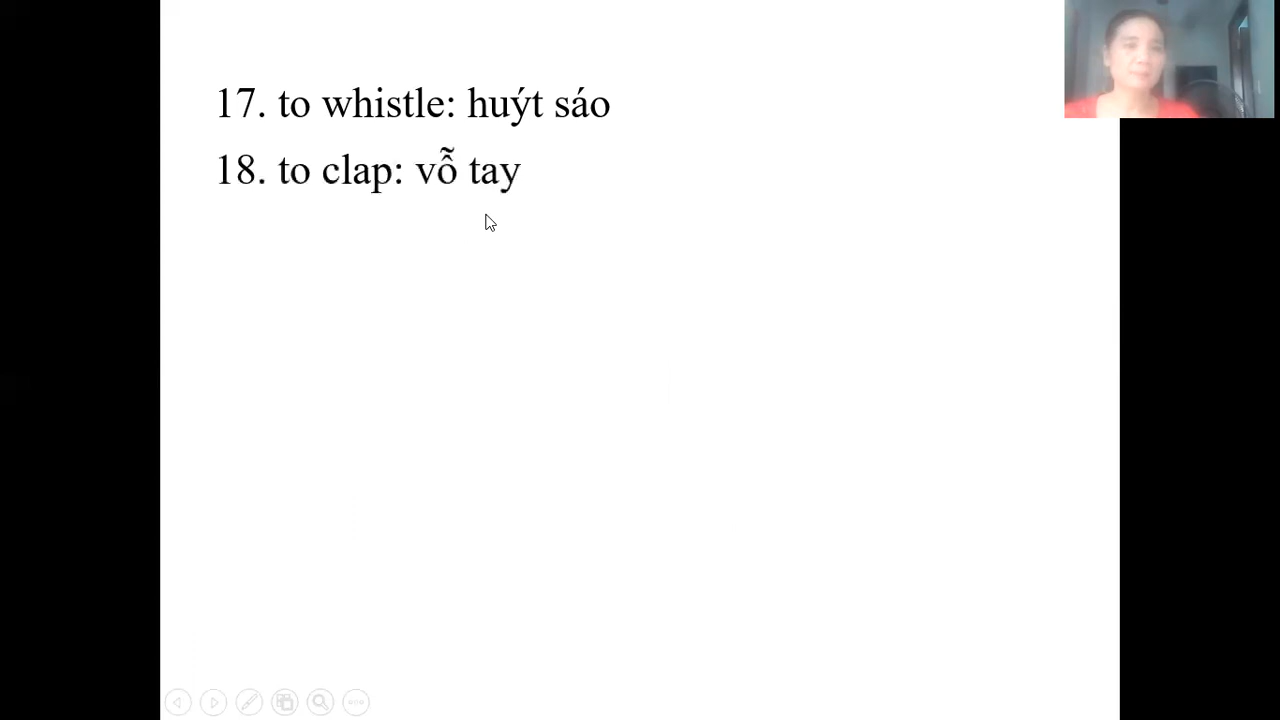 17. to whistle: huýt sáo
18. to clap: vỗ tay